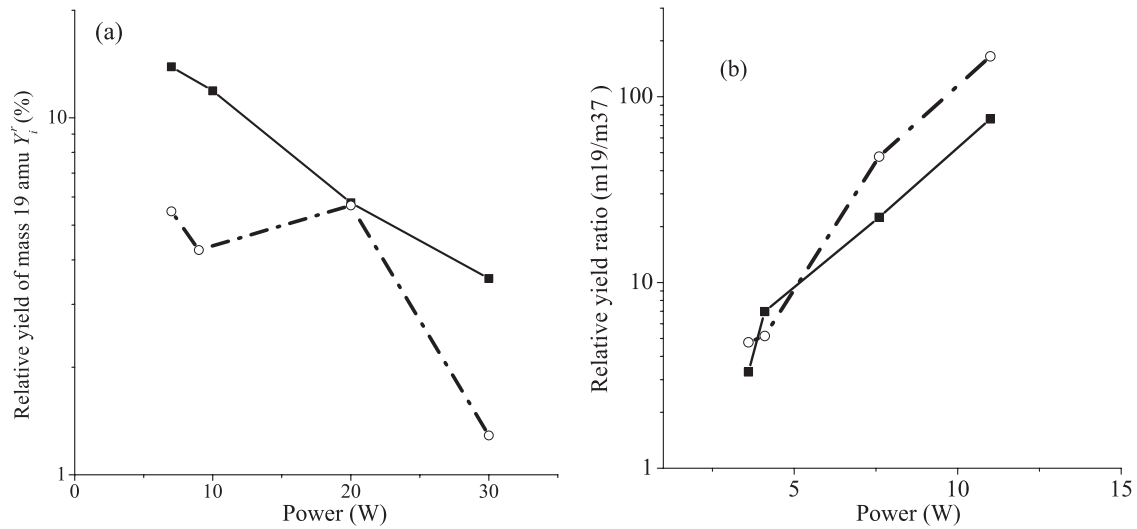 (a)
Relative yield of mass 19 amu Yᵢʳ (%)
10
1
0
10
20
30
Power (W)
(b)
Relative yield ratio (m19/m37 )
100
10
1
5
10
15
Power (W)